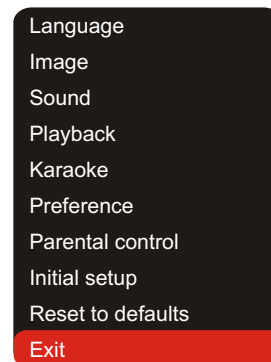 Language
Image
Sound
Playback
Karaoke
Preference
Parental control
Initial setup
Reset to defaults
Exit